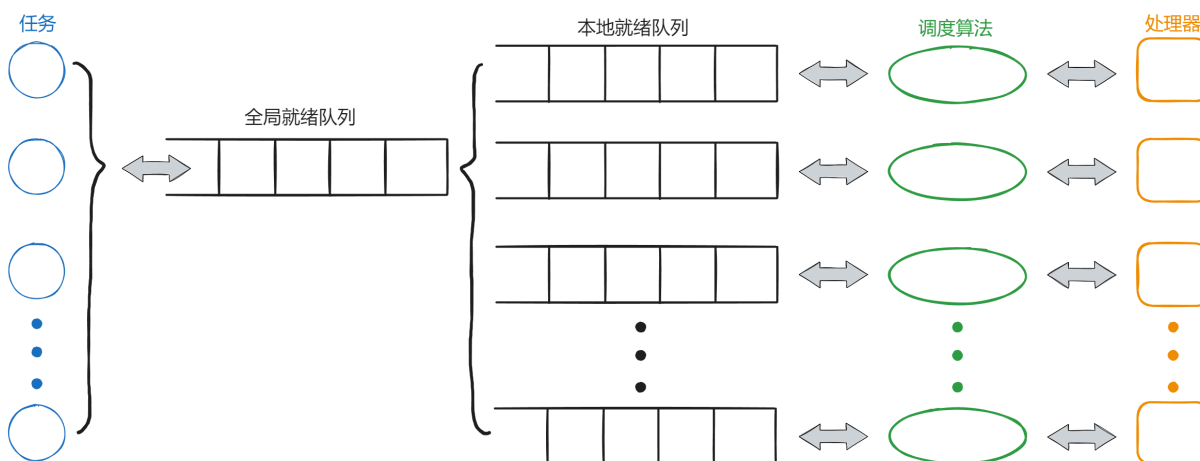 任务
全局就绪队列
本地就绪队列
调度算法
处理器